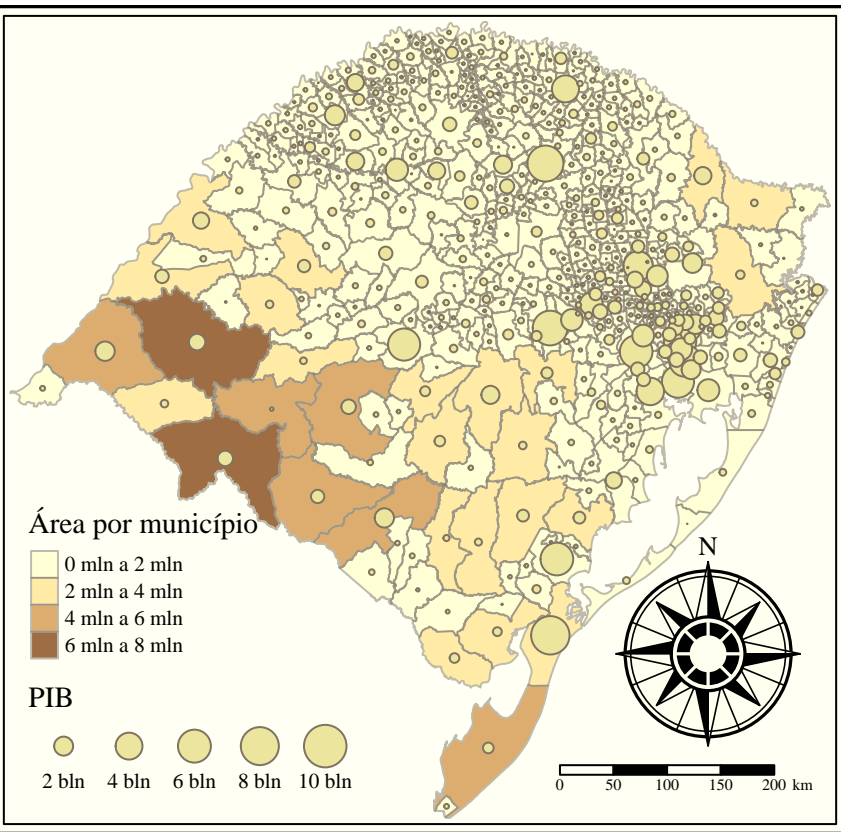 Área por município
0 mln a 2 mln
2 mln a 4 mln
4 mln a 6 mln
6 mln a 8 mln
PIB
2 bln 4 bln 6 bln 8 bln 10 bln
N
0 50 100 150 200 km